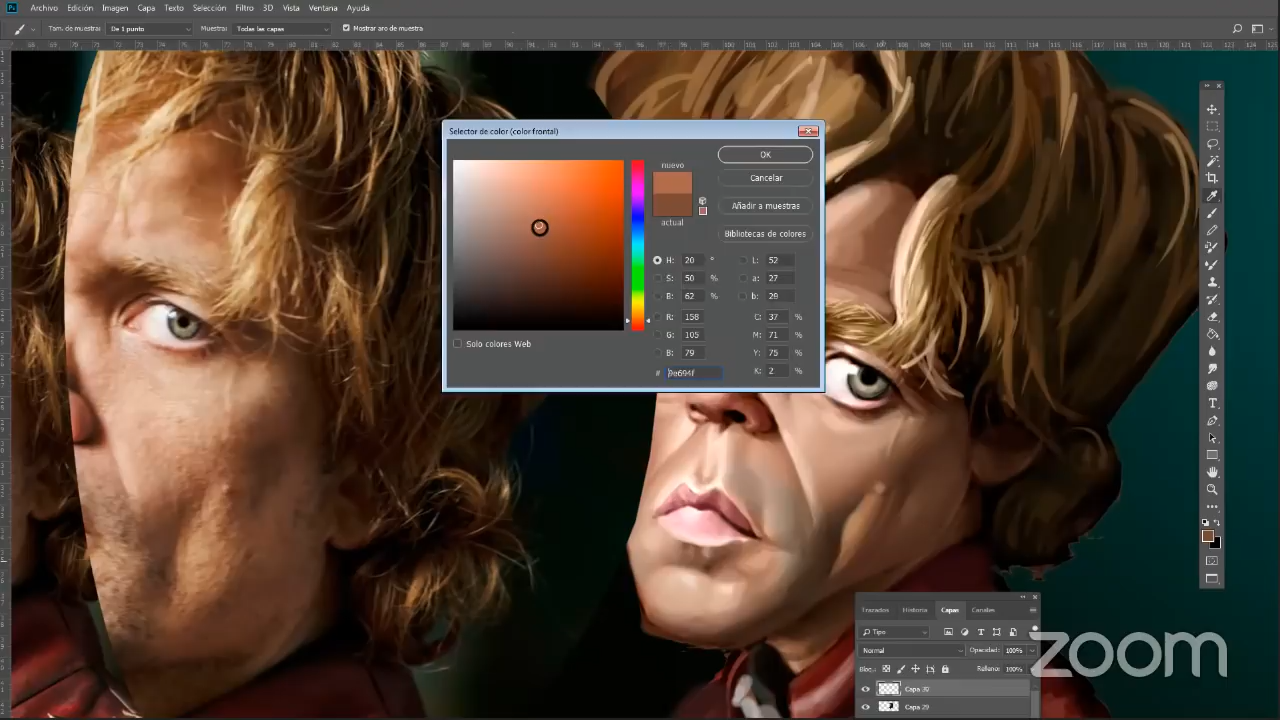 Ps Archivo Edición Imagen Capa Texto Selección Filtro 3D Vista Ventana Ayuda
Tam. de muestra: De 1 punto Muestra: Todas las capas Mostrar aro de muestra
Selector de color (color frontal)
nuevo
actual
OK
Cancelar
Añadir a muestras
Bibliotecas de colores
H: 20 °
S: 50 %
B: 62 %
R: 158
G: 105
B: 79
# 9e694f
L: 52
a: 27
b: 29
C: 37 %
M: 71 %
Y: 75 %
K: 2 %
Solo colores Web
Trazados Historia Capas Canales
Tipo
Normal Opacidad: 100%
Bloq.: Relleno: 100%
Capa 30
Capa 29
zoom